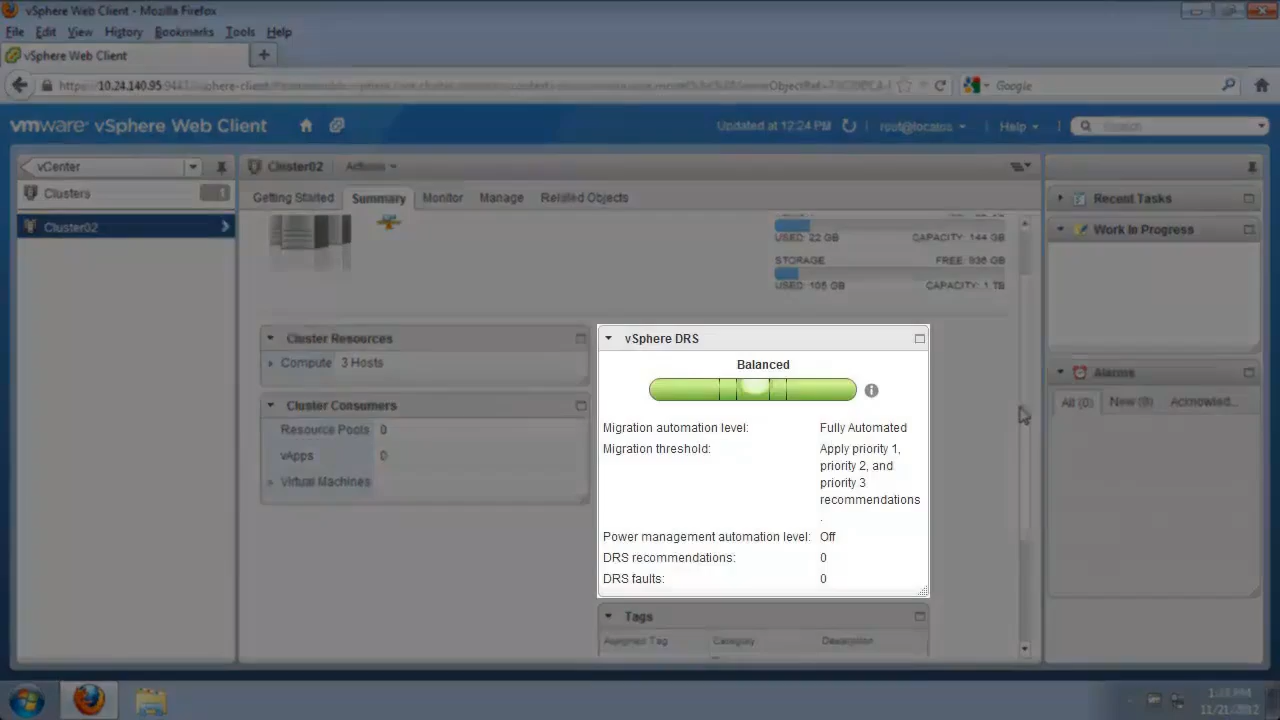 vSphere Web Client - Mozilla Firefox
File Edit View History Bookmarks Tools Help
vSphere Web Client
https 10.24.140.95 Google
vmware vSphere Web Client Updated at 12:24 PM root@localos Help Search
vCenter
Clusters 1
Cluster02
Cluster02 Actions
Getting Started Summary Monitor Manage Related Objects
USED: 22 GB CAPACITY: 144 GB
STORAGE FREE: 936 GB
USED: 105 GB CAPACITY: 1 TB
Cluster Resources
Compute 3 Hosts
Cluster Consumers
Resource Pools 0
vApps 0
Virtual Machines
vSphere DRS
Balanced
Migration automation level: Fully Automated
Migration threshold: Apply priority 1,
priority 2, and
priority 3
recommendations
.
Power management automation level: Off
DRS recommendations: 0
DRS faults: 0
Tags
Assigned Tag Category Description
Recent Tasks
Work In Progress
Alarms
All (0) New (0) Acknowled...